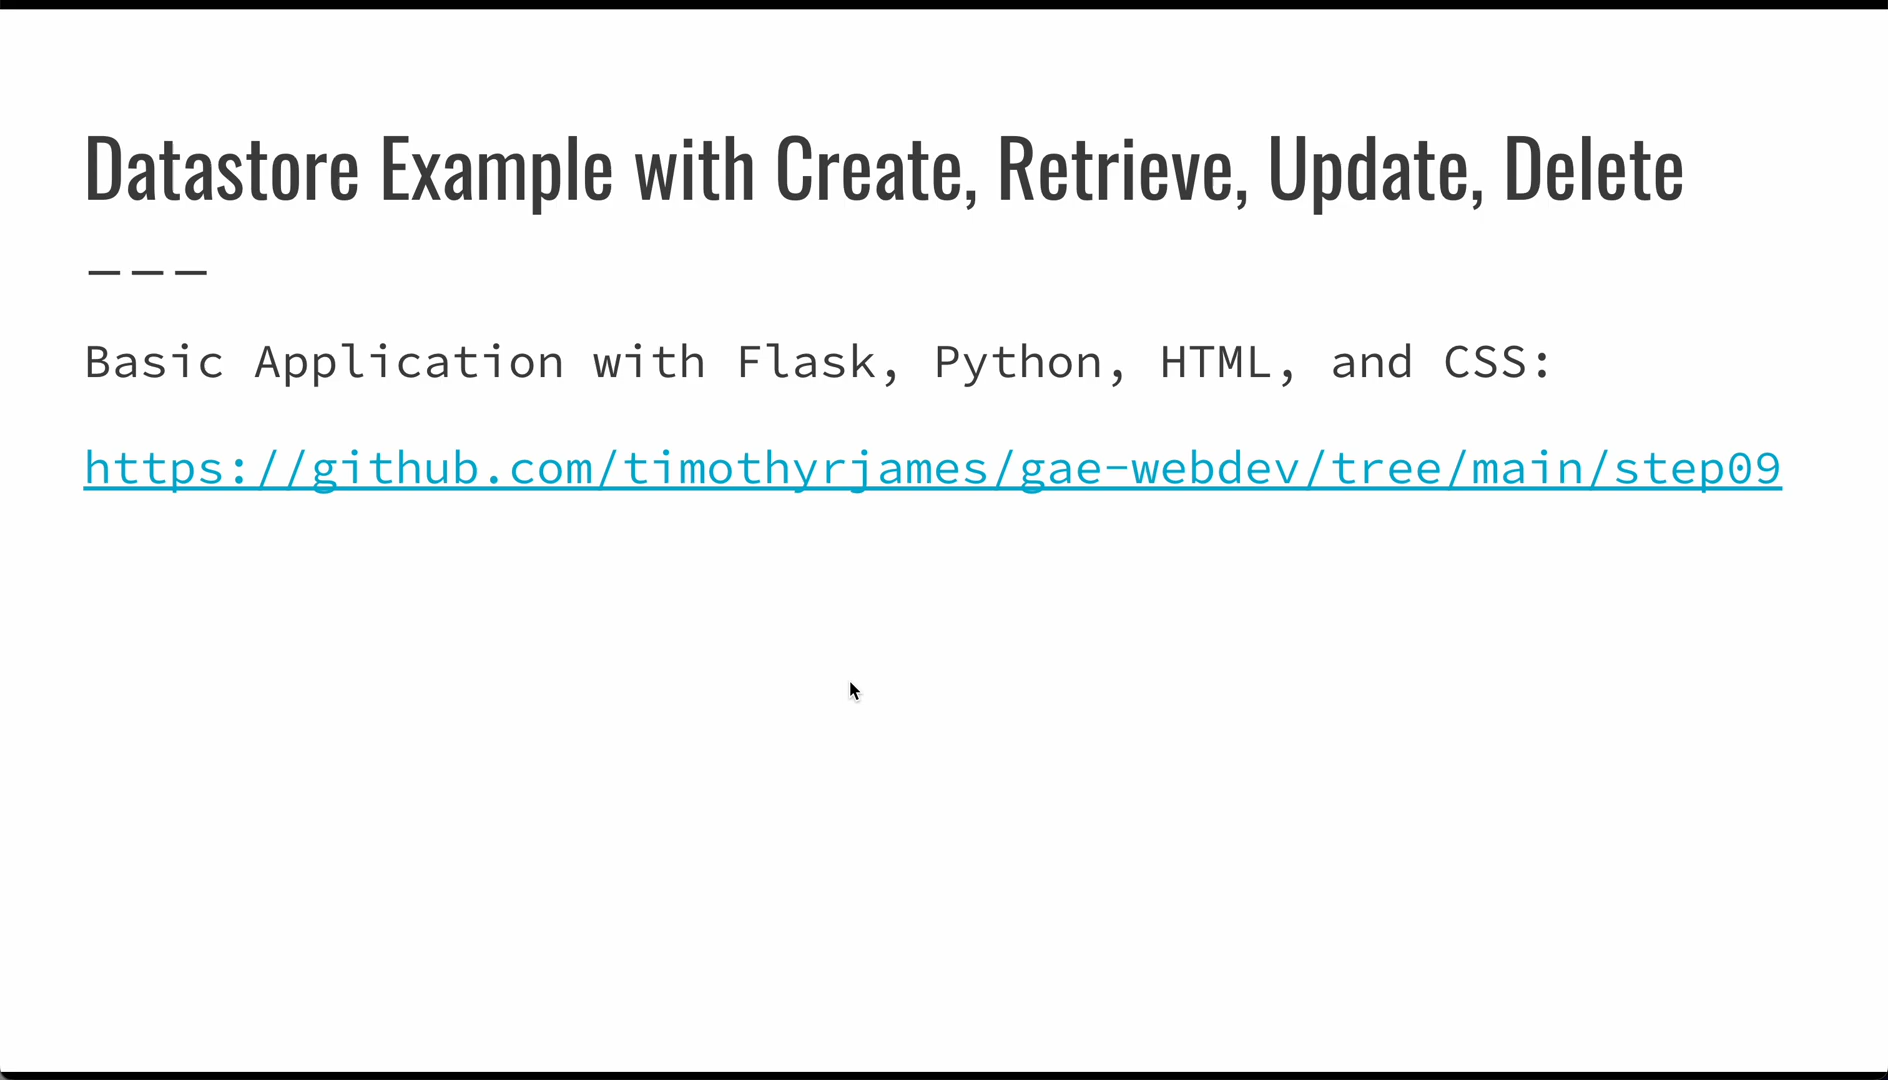 Datastore Example with Create, Retrieve, Update, Delete
———
Basic Application with Flask, Python, HTML, and CSS:
https://github.com/timothyrjames/gae-webdev/tree/main/step09